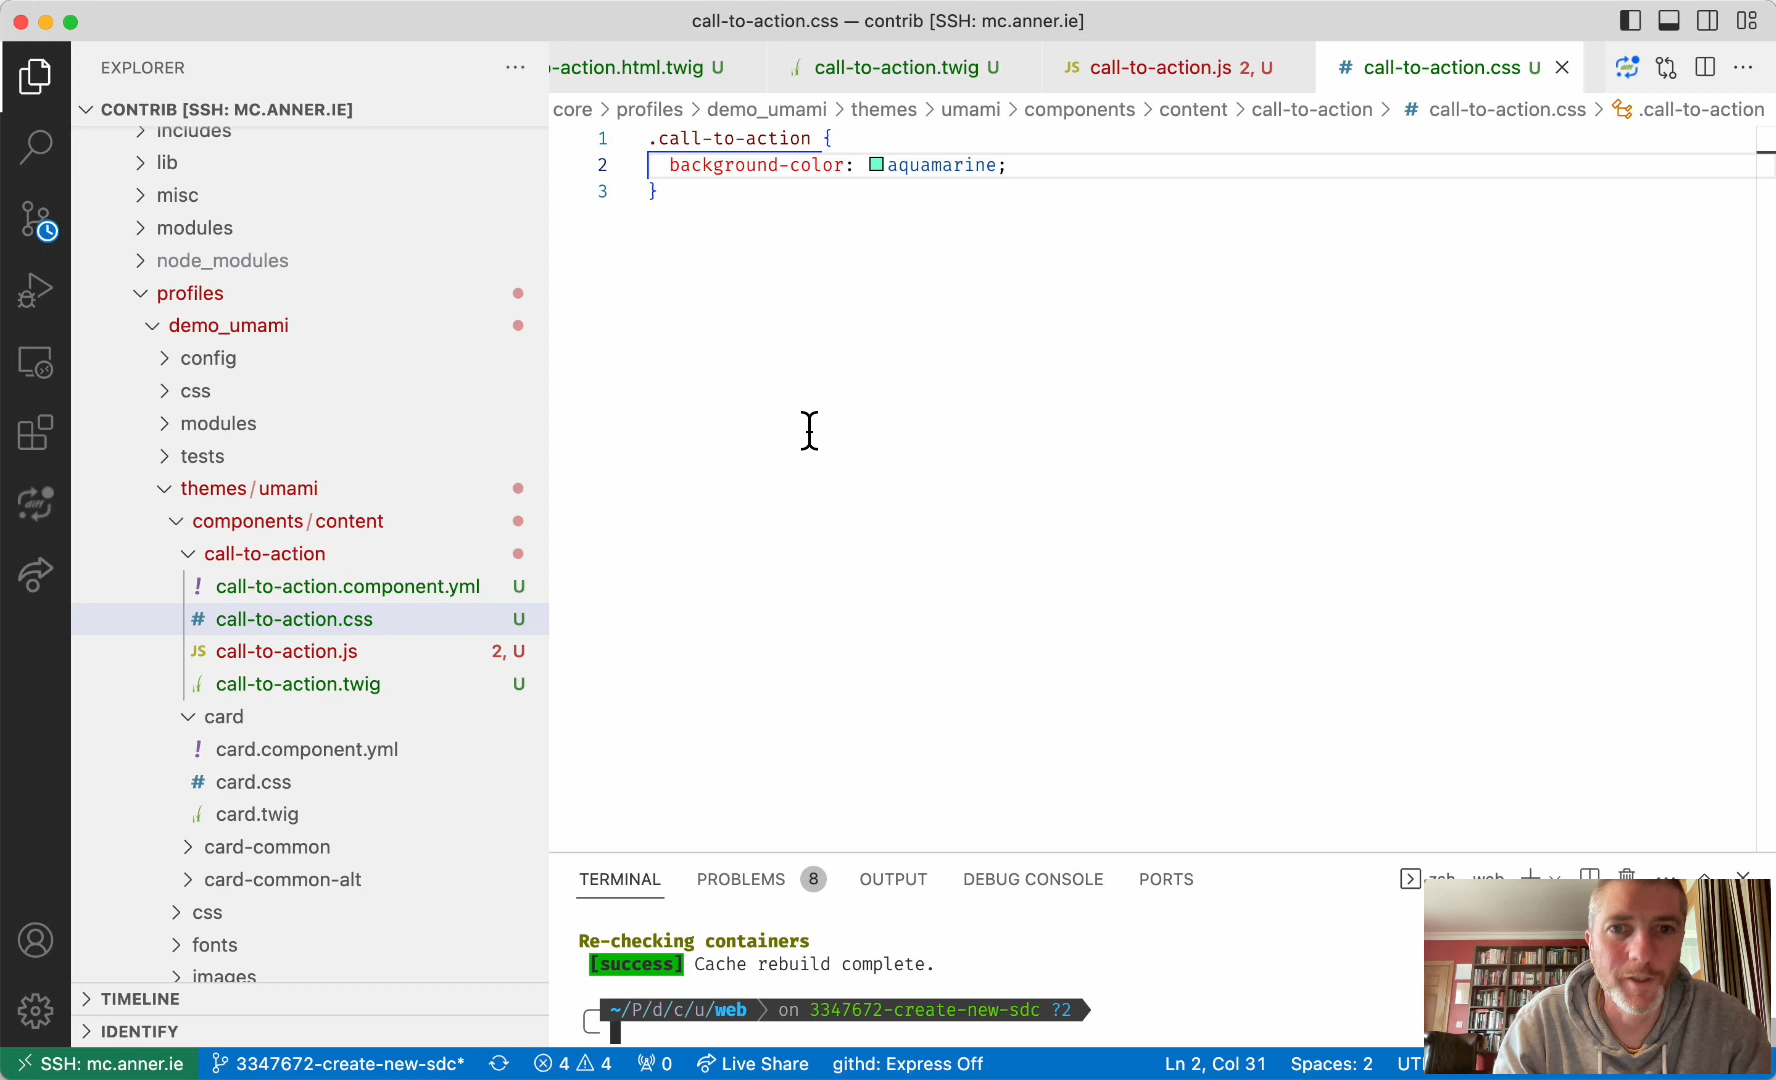 call-to-action.css — contrib [SSH: mc.anner.ie]
EXPLORER
-action.html.twig U
call-to-action.twig U
JS call-to-action.js 2, U
# call-to-action.css U
CONTRIB [SSH: MC.ANNER.IE]
core > profiles > demo_umami > themes > umami > components > content > call-to-action > # call-to-action.css > .call-to-action
includes
lib
misc
modules
node_modules
profiles
demo_umami
config
css
modules
tests
themes/umami
components/content
call-to-action
! call-to-action.component.yml U
# call-to-action.css U
JS call-to-action.js 2, U
call-to-action.twig U
card
! card.component.yml
# card.css
card.twig
card-common
card-common-alt
css
fonts
images
TIMELINE
IDENTIFY
1 .call-to-action {
2 background-color: aquamarine;
3 }
TERMINAL PROBLEMS 8 OUTPUT DEBUG CONSOLE PORTS
zsh - web
Re-checking containers
[success] Cache rebuild complete.
~/P/d/c/u/web on 3347672-create-new-sdc ?2
SSH: mc.anner.ie 3347672-create-new-sdc* 4 4 0 Live Share githd: Express Off Ln 2, Col 31 Spaces: 2